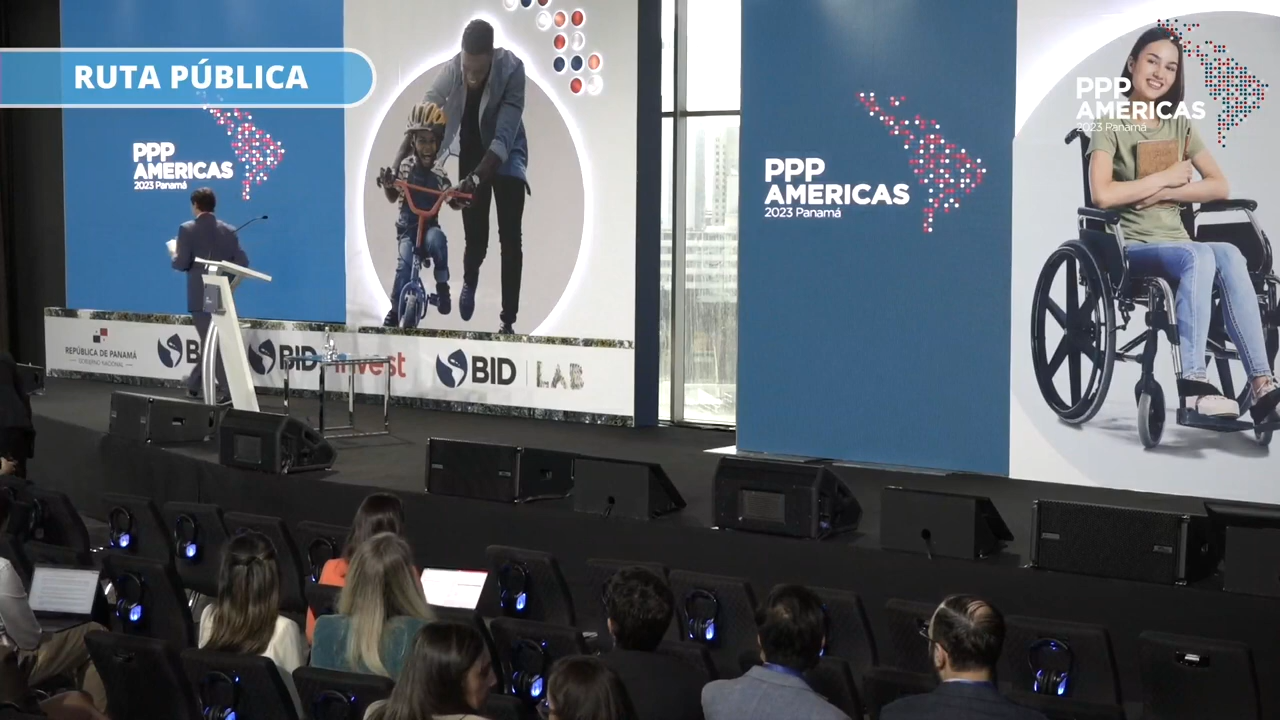 RUTA PÚBLICA
PPP
AMERICAS
2023 Panamá
PPP
AMERICAS
2023 Panamá
PPP
AMERICAS
2023 Panamá
REPÚBLICA DE PANAMÁ
GOBIERNO NACIONAL
B
BID
invest
BID
LAB